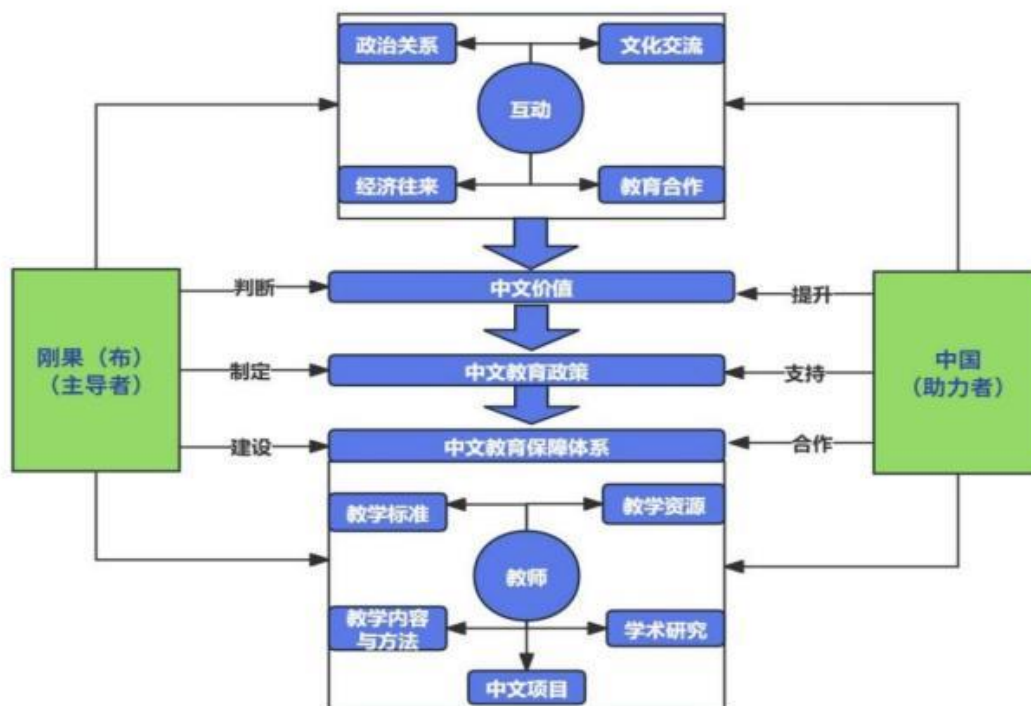 政治关系
文化交流
互动
经济往来
教育合作
判断
中文价值
提升
刚果（布）
（主导者）
制定
中文教育政策
支持
中国
（助力者）
建设
中文教育保障体系
合作
教学标准
教学资源
教师
教学内容
与方法
学术研究
中文项目